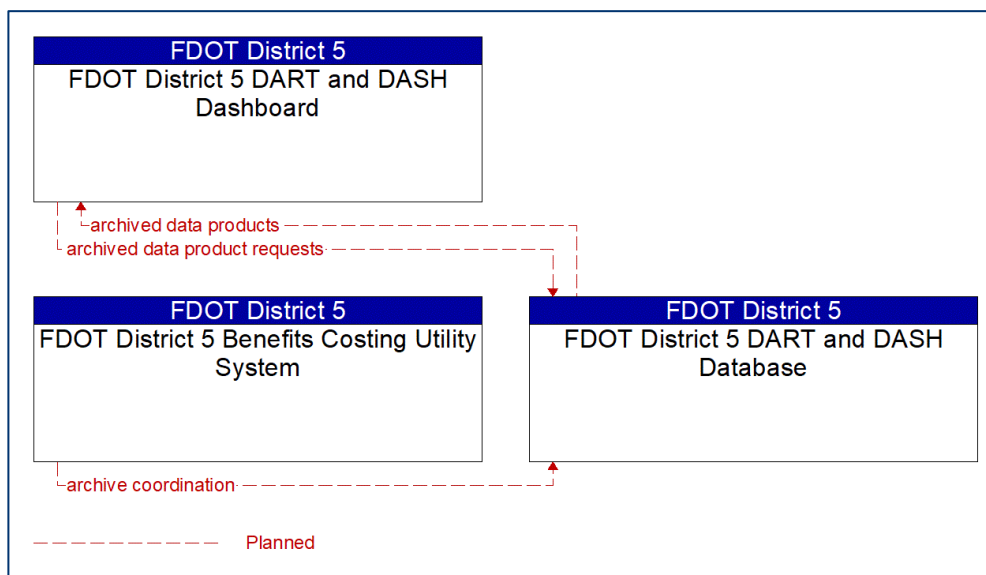 FDOT District 5
FDOT District 5 DART and DASH
Dashboard
archived data products
archived data product requests
FDOT District 5
FDOT District 5 Benefits Costing Utility
System
FDOT District 5
FDOT District 5 DART and DASH
Database
archive coordination
Planned